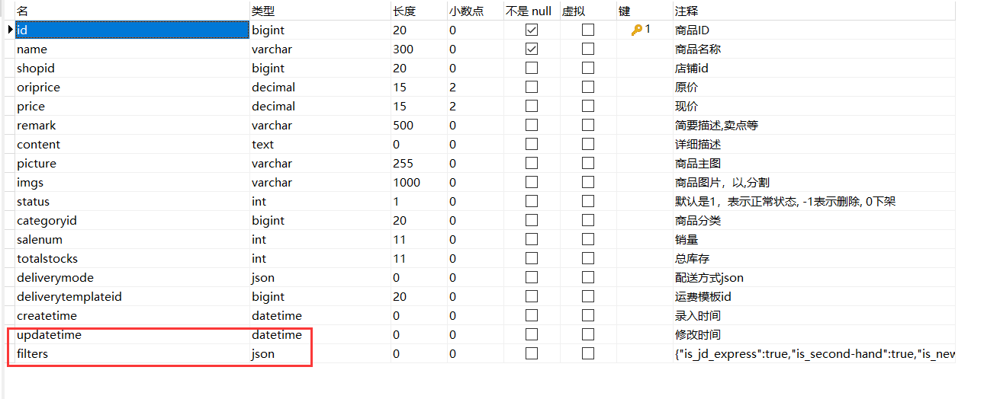 名 类型 长度 小数点 不是 null 虚拟 键 注释
id bigint 20 0 1 商品ID
name varchar 300 0 商品名称
shopid bigint 20 0 店铺id
oriprice decimal 15 2 原价
price decimal 15 2 现价
remark varchar 500 0 简要描述,卖点等
content text 0 0 详细描述
picture varchar 255 0 商品主图
imgs varchar 1000 0 商品图片，以,分割
status int 1 0 默认是1，表示正常状态, -1表示删除, 0下架
categoryid bigint 20 0 商品分类
salenum int 11 0 销量
totalstocks int 11 0 总库存
deliverymode json 0 0 配送方式json
deliverytemplateid bigint 20 0 运费模板id
createtime datetime 0 0 录入时间
updatetime datetime 0 0 修改时间
filters json 0 0 {"is_jd_express":true,"is_second-hand":true,"is_new